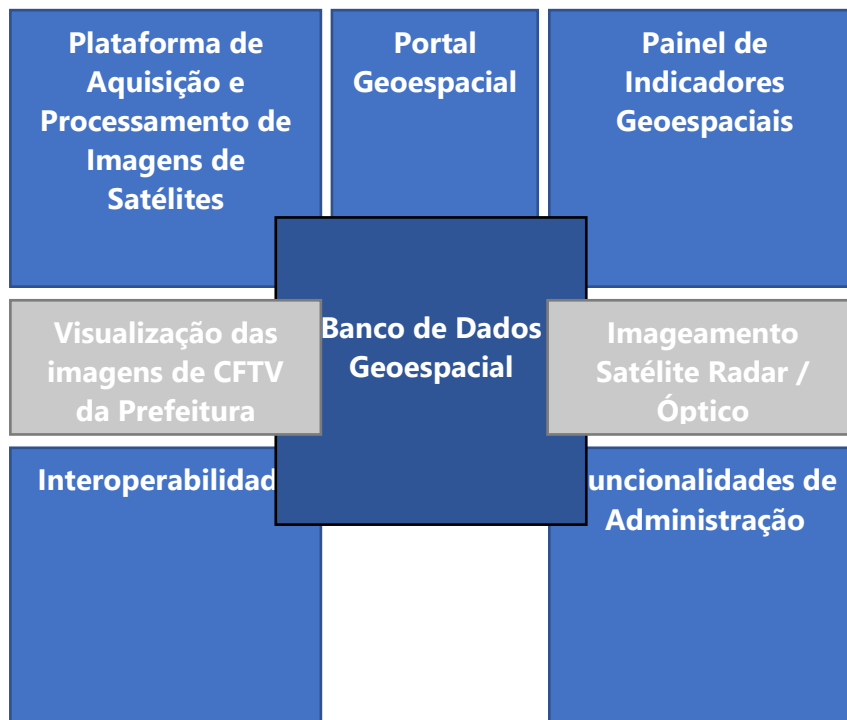 Plataforma de
Aquisição e
Processamento de
Imagens de
Satélites
Portal
Geoespacial
Painel de
Indicadores
Geoespaciais
Visualização das
imagens de CFTV
da Prefeitura
Banco de Dados
Geoespacial
Imageamento
Satélite Radar /
Óptico
Interoperabilidad
uncionalidades de
Administração